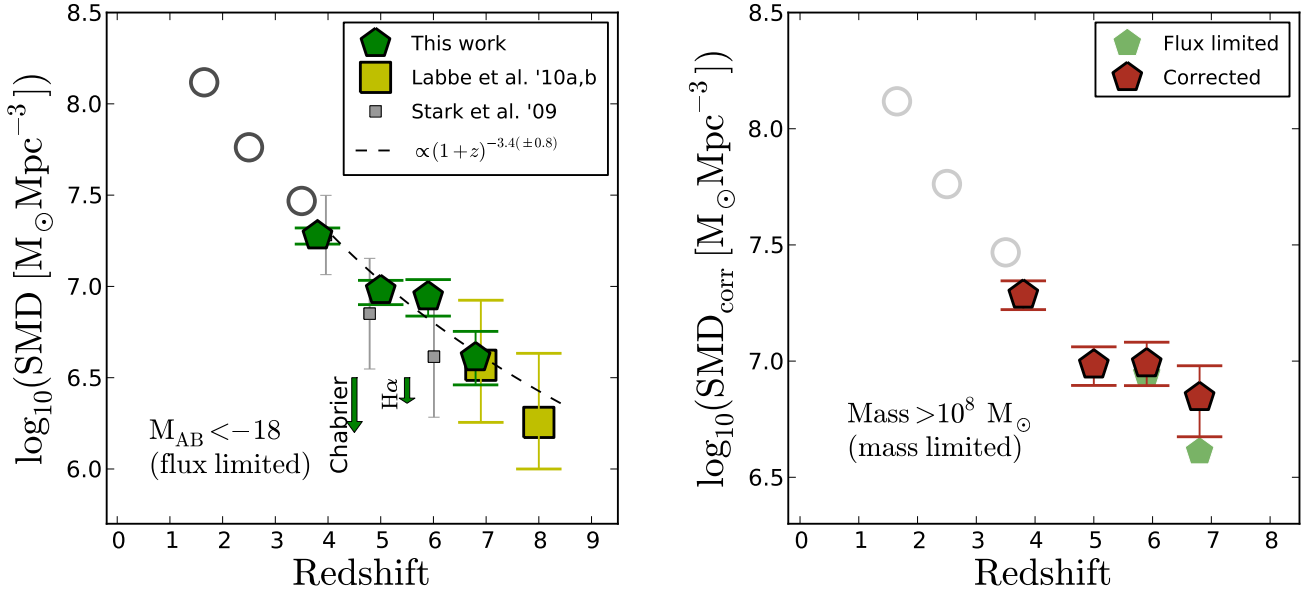 8.5
8.0
7.5
7.0
6.5
6.0
log₁₀(SMD [M⊙Mpc⁻³])
This work
Labbe et al. '10a,b
Stark et al. '09
∝(1+z)^−3.4(±0.8)
Chabrier
Hα
M_AB<−18
(flux limited)
0 1 2 3 4 5 6 7 8 9
Redshift
8.5
8.0
7.5
7.0
6.5
log₁₀(SMD_corr [M⊙Mpc⁻³])
Flux limited
Corrected
Mass>10⁸ M⊙
(mass limited)
0 1 2 3 4 5 6 7 8
Redshift